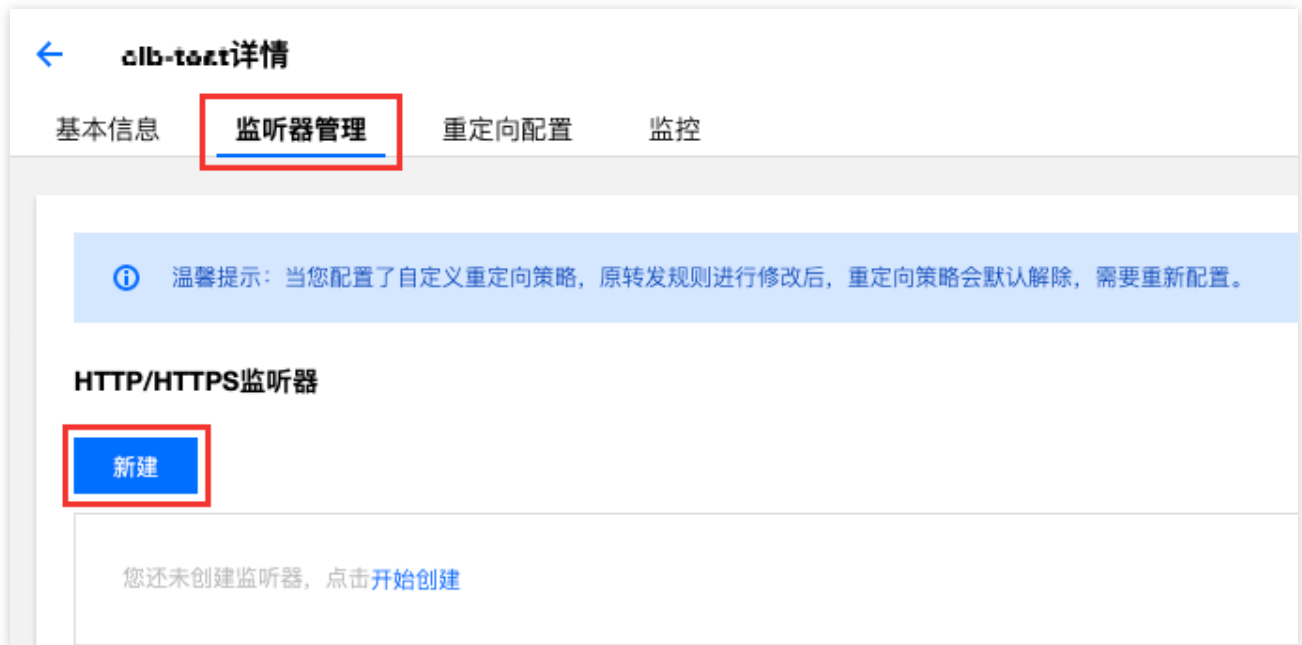 clb-test详情
基本信息 监听器管理 重定向配置 监控
温馨提示：当您配置了自定义重定向策略，原转发规则进行修改后，重定向策略会默认解除，需要重新配置。
HTTP/HTTPS监听器
新建
您还未创建监听器，点击开始创建